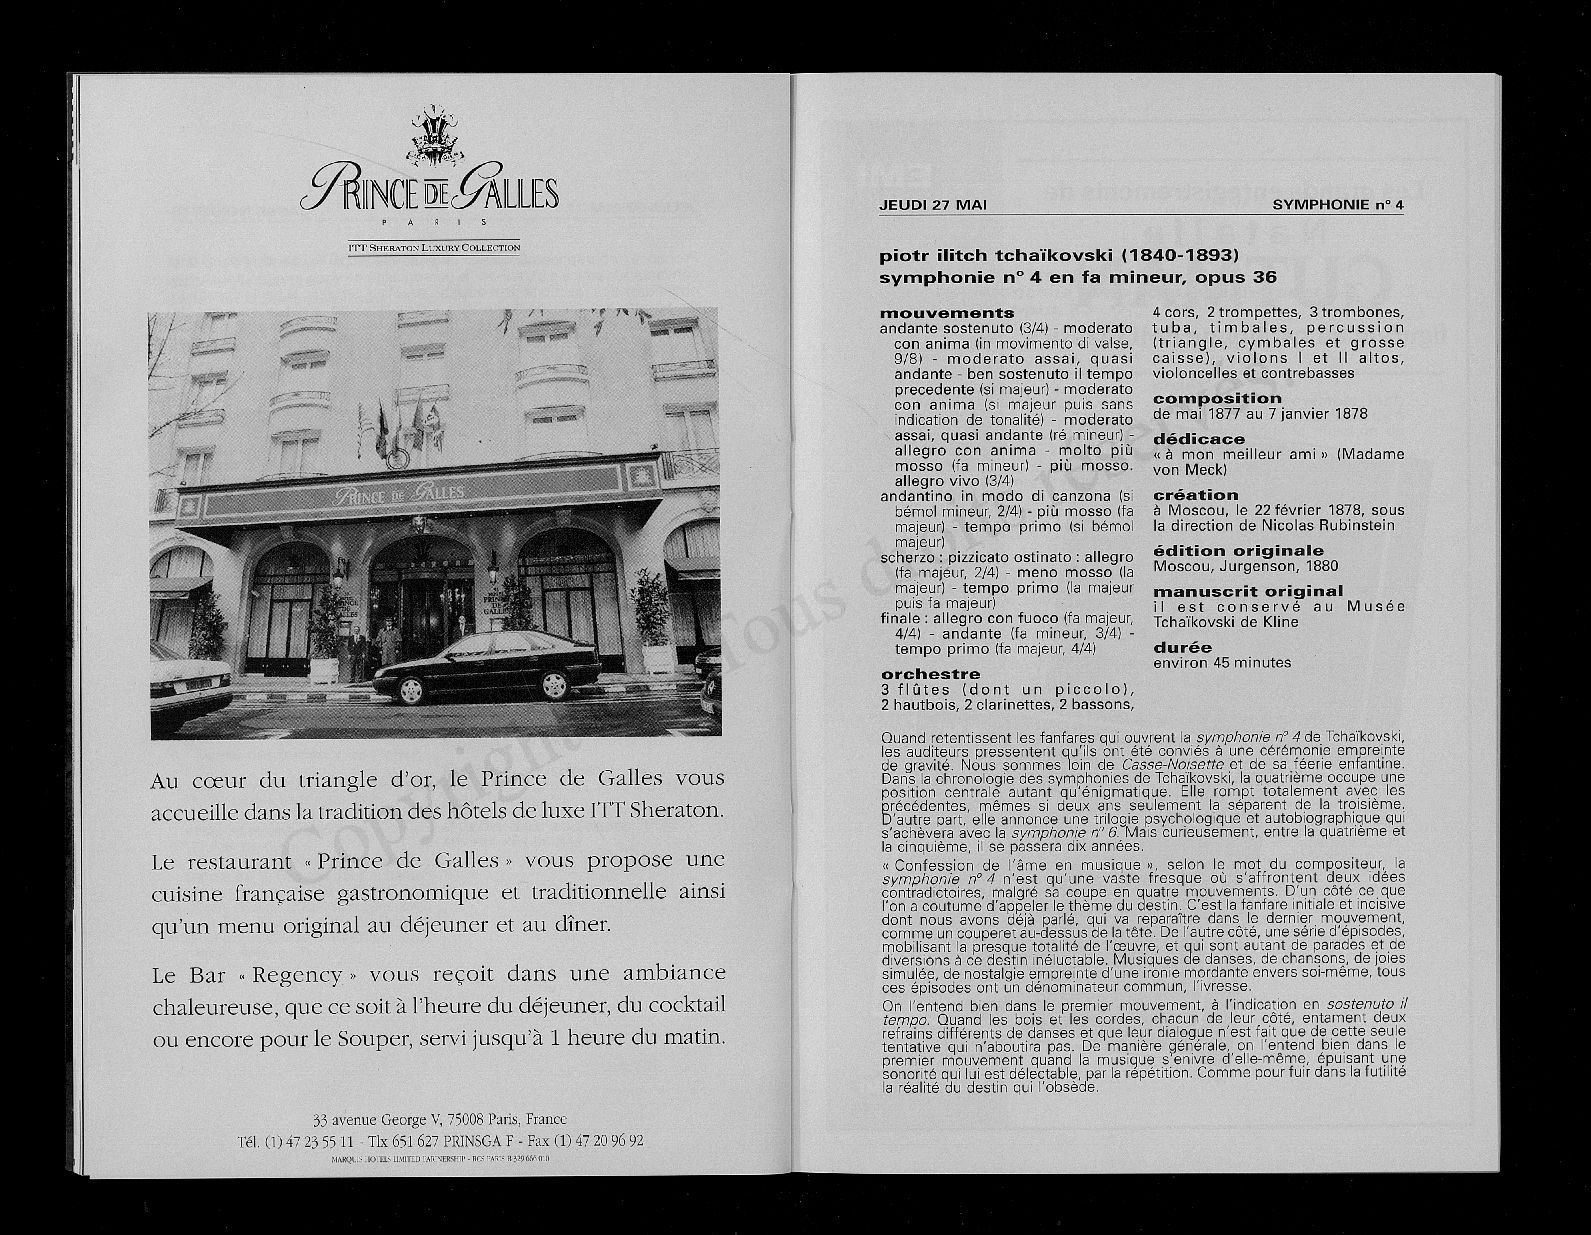 PRINCE DE GALLES
PARIS
ITT SHERATON LUXURY COLLECTION
PRINCE DE GALLES
PRINCE
DE
GALLES
Au cœur du triangle d'or, le Prince de Galles vous
accueille dans la tradition des hôtels de luxe ITT Sheraton.
Le restaurant « Prince de Galles » vous propose une
cuisine française gastronomique et traditionnelle ainsi
qu'un menu original au déjeuner et au dîner.
Le Bar « Regency » vous reçoit dans une ambiance
chaleureuse, que ce soit à l'heure du déjeuner, du cocktail
ou encore pour le Souper, servi jusqu'à 1 heure du matin.
33 avenue George V, 75008 Paris, France
Tél. (1) 47 23 55 11 - Tlx 651 627 PRINSGA F - Fax (1) 47 20 96 92
MARQUIS HOTELS LIMITED PARTNERSHIP - RCS PARIS B 329 666 010
JEUDI 27 MAI SYMPHONIE n° 4
piotr ilitch tchaïkovski (1840-1893)
symphonie n° 4 en fa mineur, opus 36
mouvements
andante sostenuto (3/4) - moderato
con anima (in movimento di valse,
9/8) - moderato assai, quasi
andante - ben sostenuto il tempo
precedente (si majeur) - moderato
con anima (si majeur puis sans
indication de tonalité) - moderato
assai, quasi andante (ré mineur) -
allegro con anima - molto più
mosso (fa mineur) - più mosso.
allegro vivo (3/4)
andantino in modo di canzona (si
bémol mineur, 2/4) - più mosso (fa
majeur) - tempo primo (si bémol
majeur)
scherzo : pizzicato ostinato : allegro
(fa majeur, 2/4) - meno mosso (la
majeur) - tempo primo (la majeur
puis fa majeur)
finale : allegro con fuoco (fa majeur,
4/4) - andante (fa mineur, 3/4) -
tempo primo (fa majeur, 4/4)
orchestre
3 flûtes (dont un piccolo),
2 hautbois, 2 clarinettes, 2 bassons,
4 cors, 2 trompettes, 3 trombones,
tuba, timbales, percussion
(triangle, cymbales et grosse
caisse), violons I et II altos,
violoncelles et contrebasses
composition
de mai 1877 au 7 janvier 1878
dédicace
« à mon meilleur ami » (Madame
von Meck)
création
à Moscou, le 22 février 1878, sous
la direction de Nicolas Rubinstein
édition originale
Moscou, Jurgenson, 1880
manuscrit original
il est conservé au Musée
Tchaïkovski de Kline
durée
environ 45 minutes
Quand retentissent les fanfares qui ouvrent la symphonie n° 4 de Tchaïkovski,
les auditeurs pressentent qu'ils ont été conviés à une cérémonie empreinte
de gravité. Nous sommes loin de Casse-Noisette et de sa féerie enfantine.
Dans la chronologie des symphonies de Tchaïkovski, la quatrième occupe une
position centrale autant qu'énigmatique. Elle rompt totalement avec les
précédentes, mêmes si deux ans seulement la séparent de la troisième.
D'autre part, elle annonce une trilogie psychologique et autobiographique qui
s'achèvera avec la symphonie n° 6. Mais curieusement, entre la quatrième et
la cinquième, il se passera dix années.
« Confession de l'âme en musique », selon le mot du compositeur, la
symphonie n° 4 n'est qu'une vaste fresque où s'affrontent deux idées
contradictoires, malgré sa coupe en quatre mouvements. D'un côté ce que
l'on a coutume d'appeler le thème du destin. C'est la fanfare initiale et incisive
dont nous avons déjà parlé, qui va reparaître dans le dernier mouvement,
comme un couperet au-dessus de la tête. De l'autre côté, une série d'épisodes,
mobilisant la presque totalité de l'œuvre, et qui sont autant de parades et de
diversions à ce destin inéluctable. Musiques de danses, de chansons, de joies
simulée, de nostalgie empreinte d'une ironie mordante envers soi-même, tous
ces épisodes ont un dénominateur commun, l'ivresse.
On l'entend bien dans le premier mouvement, à l'indication en sostenuto il
tempo. Quand les bois et les cordes, chacun de leur côté, entament deux
refrains différents de danses et que leur dialogue n'est fait que de cette seule
tentative qui n'aboutira pas. De manière générale, on l'entend bien dans le
premier mouvement quand la musique s'enivre d'elle-même, épuisant une
sonorité qui lui est délectable, par la répétition. Comme pour fuir dans la futilité
la réalité du destin qui l'obsède.
Copyright Tous